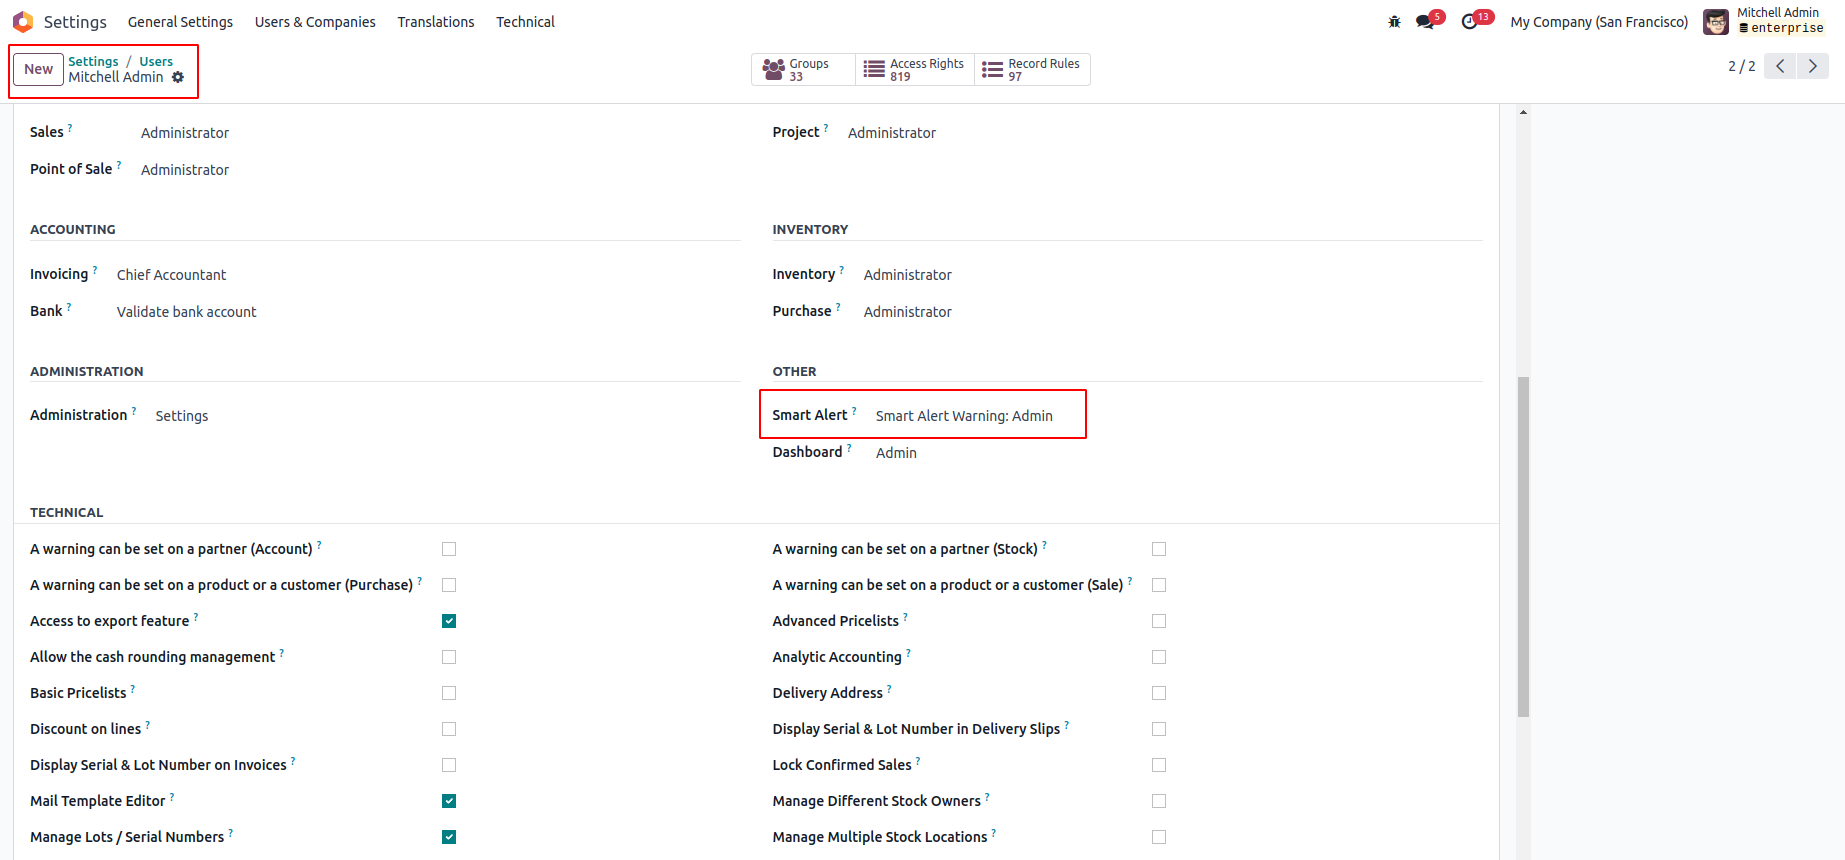 Settings General Settings Users & Companies Translations Technical 5 13 My Company (San Francisco) Mitchell Admin
enterprise
New Settings / Users
Mitchell Admin
Groups 33 Access Rights 819 Record Rules 97
2 / 2
Sales ? Administrator Project ? Administrator
Point of Sale ? Administrator
ACCOUNTING INVENTORY
Invoicing ? Chief Accountant Inventory ? Administrator
Bank ? Validate bank account Purchase ? Administrator
ADMINISTRATION OTHER
Administration ? Settings Smart Alert ? Smart Alert Warning: Admin
Dashboard ? Admin
TECHNICAL
A warning can be set on a partner (Account) ? A warning can be set on a partner (Stock) ?
A warning can be set on a product or a customer (Purchase) ? A warning can be set on a product or a customer (Sale) ?
Access to export feature ? Advanced Pricelists ?
Allow the cash rounding management ? Analytic Accounting ?
Basic Pricelists ? Delivery Address ?
Discount on lines ? Display Serial & Lot Number in Delivery Slips ?
Display Serial & Lot Number on Invoices ? Lock Confirmed Sales ?
Mail Template Editor ? Manage Different Stock Owners ?
Manage Lots / Serial Numbers ? Manage Multiple Stock Locations ?